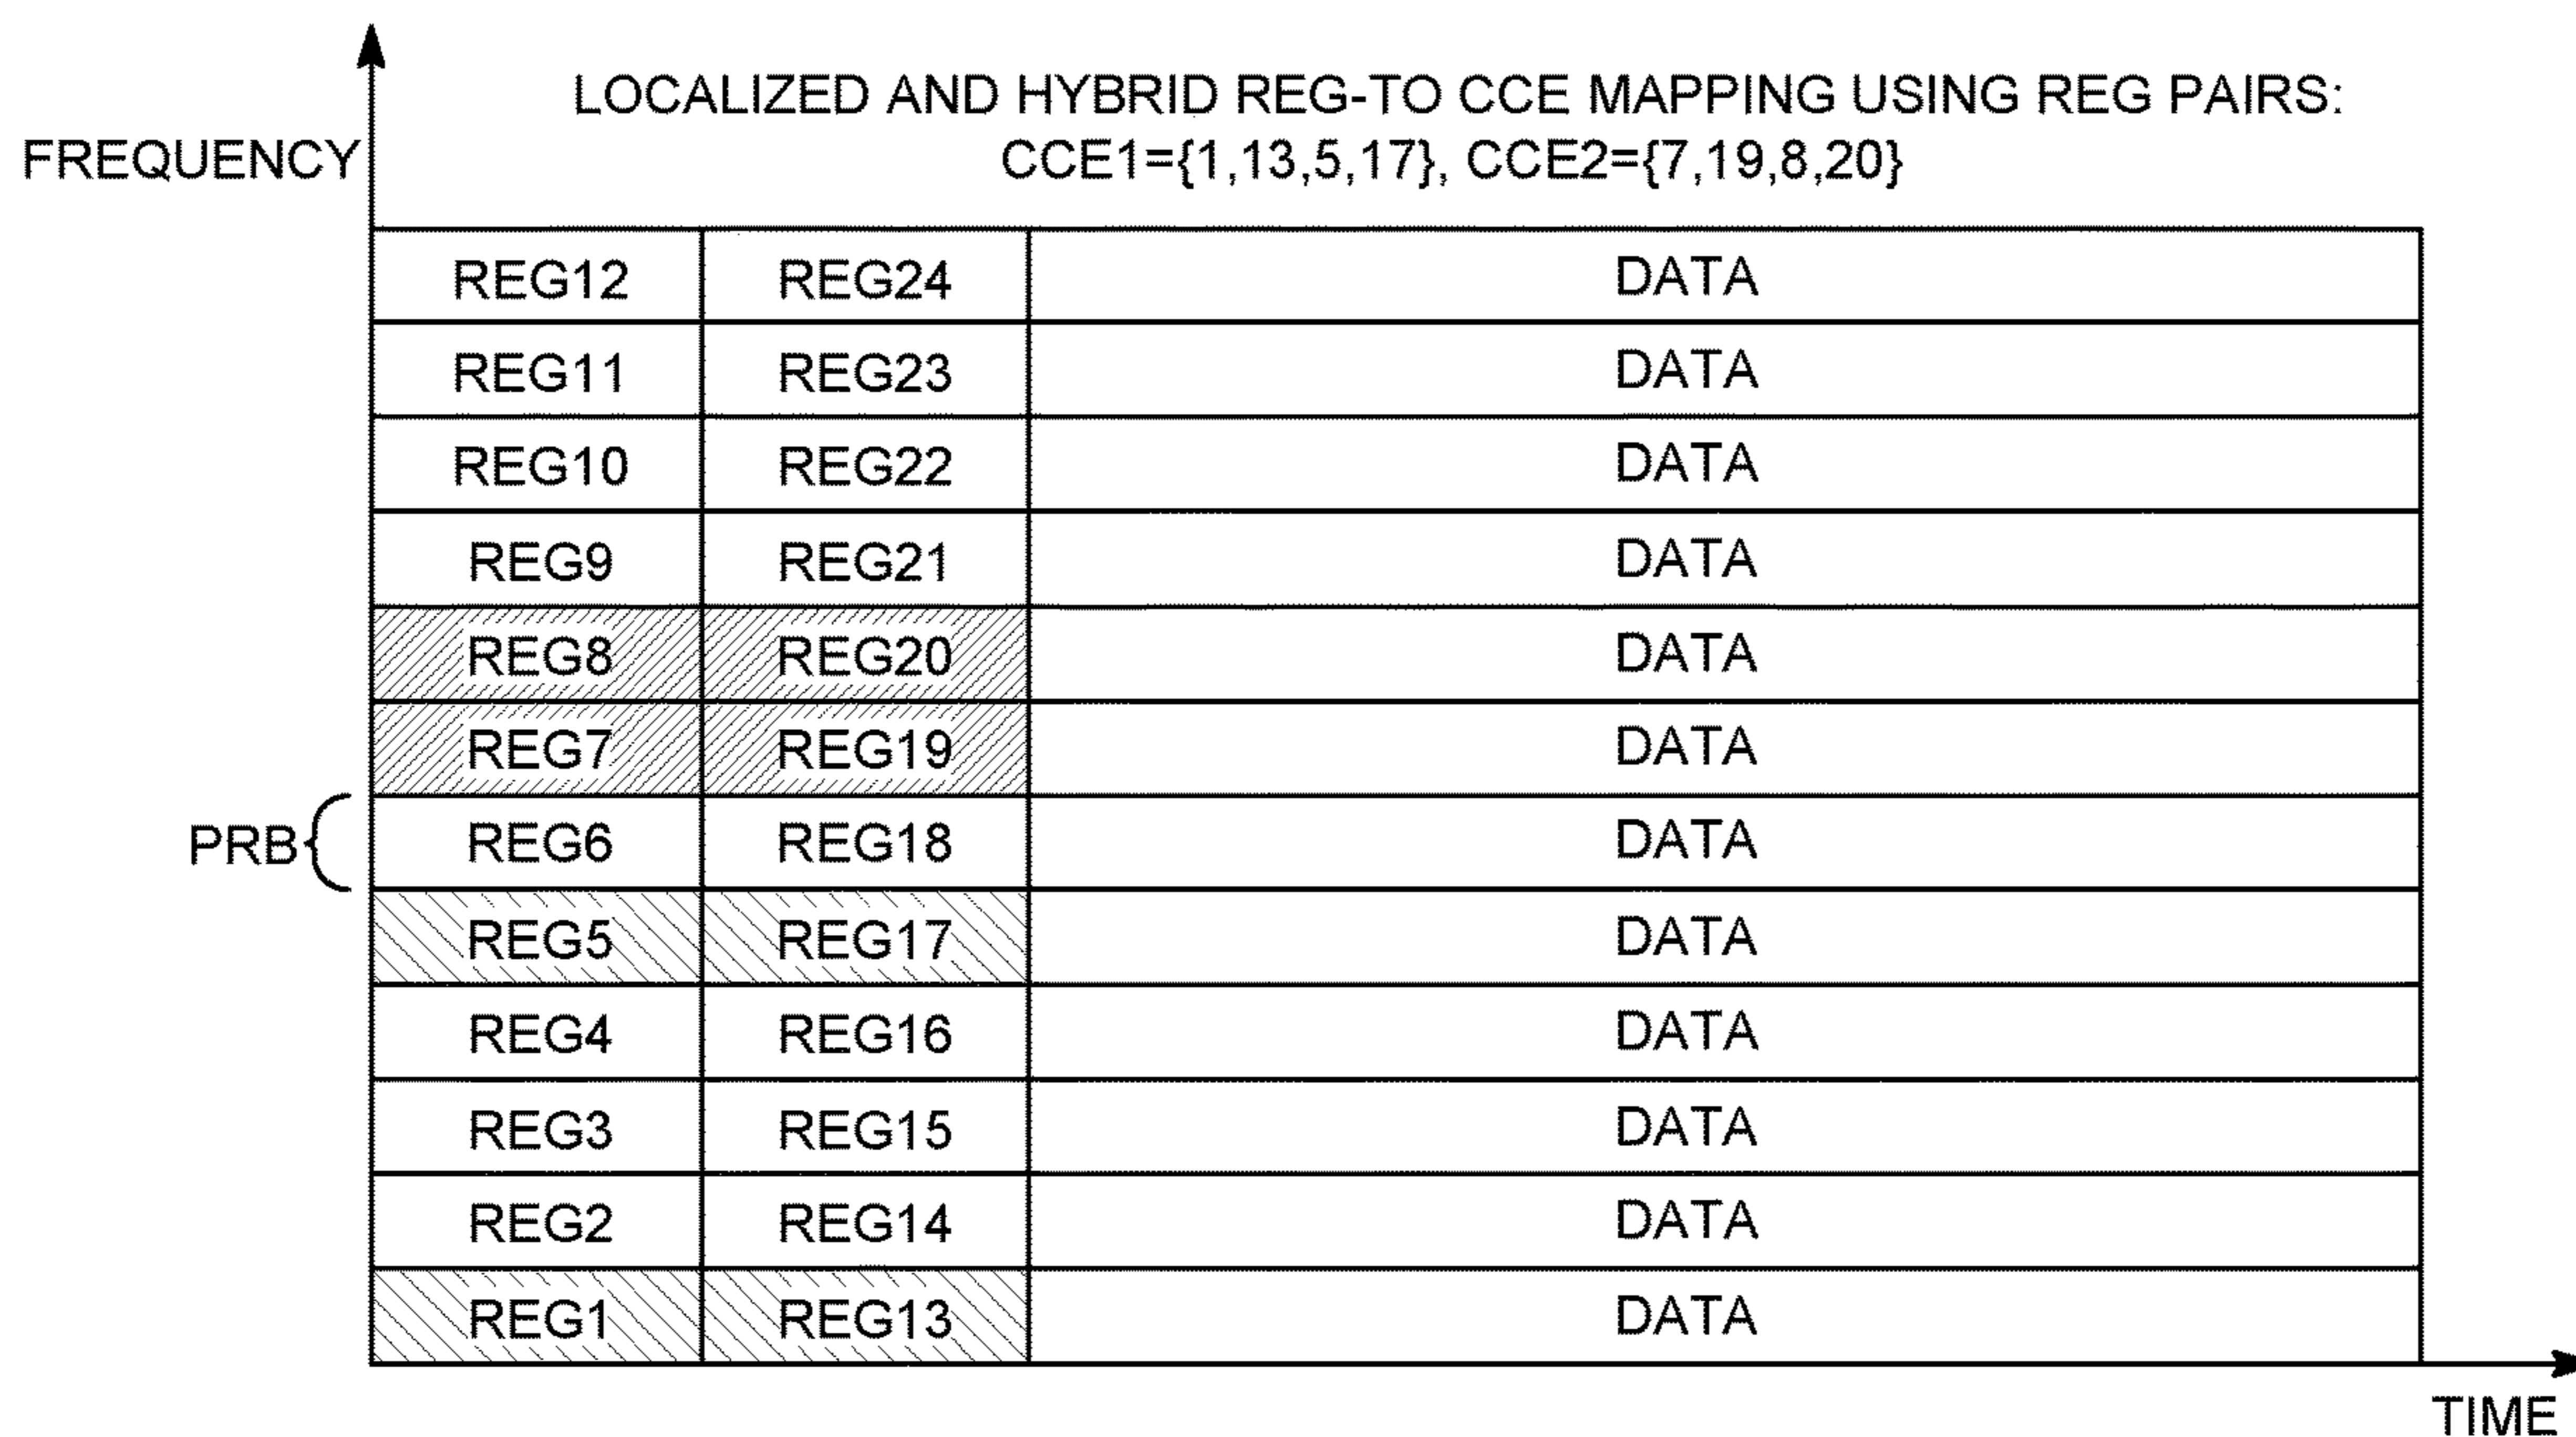 LOCALIZED AND HYBRID REG-TO CCE MAPPING USING REG PAIRS:
FREQUENCY CCE1={1,13,5,17}, CCE2={7,19,8,20}
REG12 REG24 DATA
REG11 REG23 DATA
REG10 REG22 DATA
REG9 REG21 DATA
REG8 REG20 DATA
REG7 REG19 DATA
PRB REG6 REG18 DATA
REG5 REG17 DATA
REG4 REG16 DATA
REG3 REG15 DATA
REG2 REG14 DATA
REG1 REG13 DATA
TIME